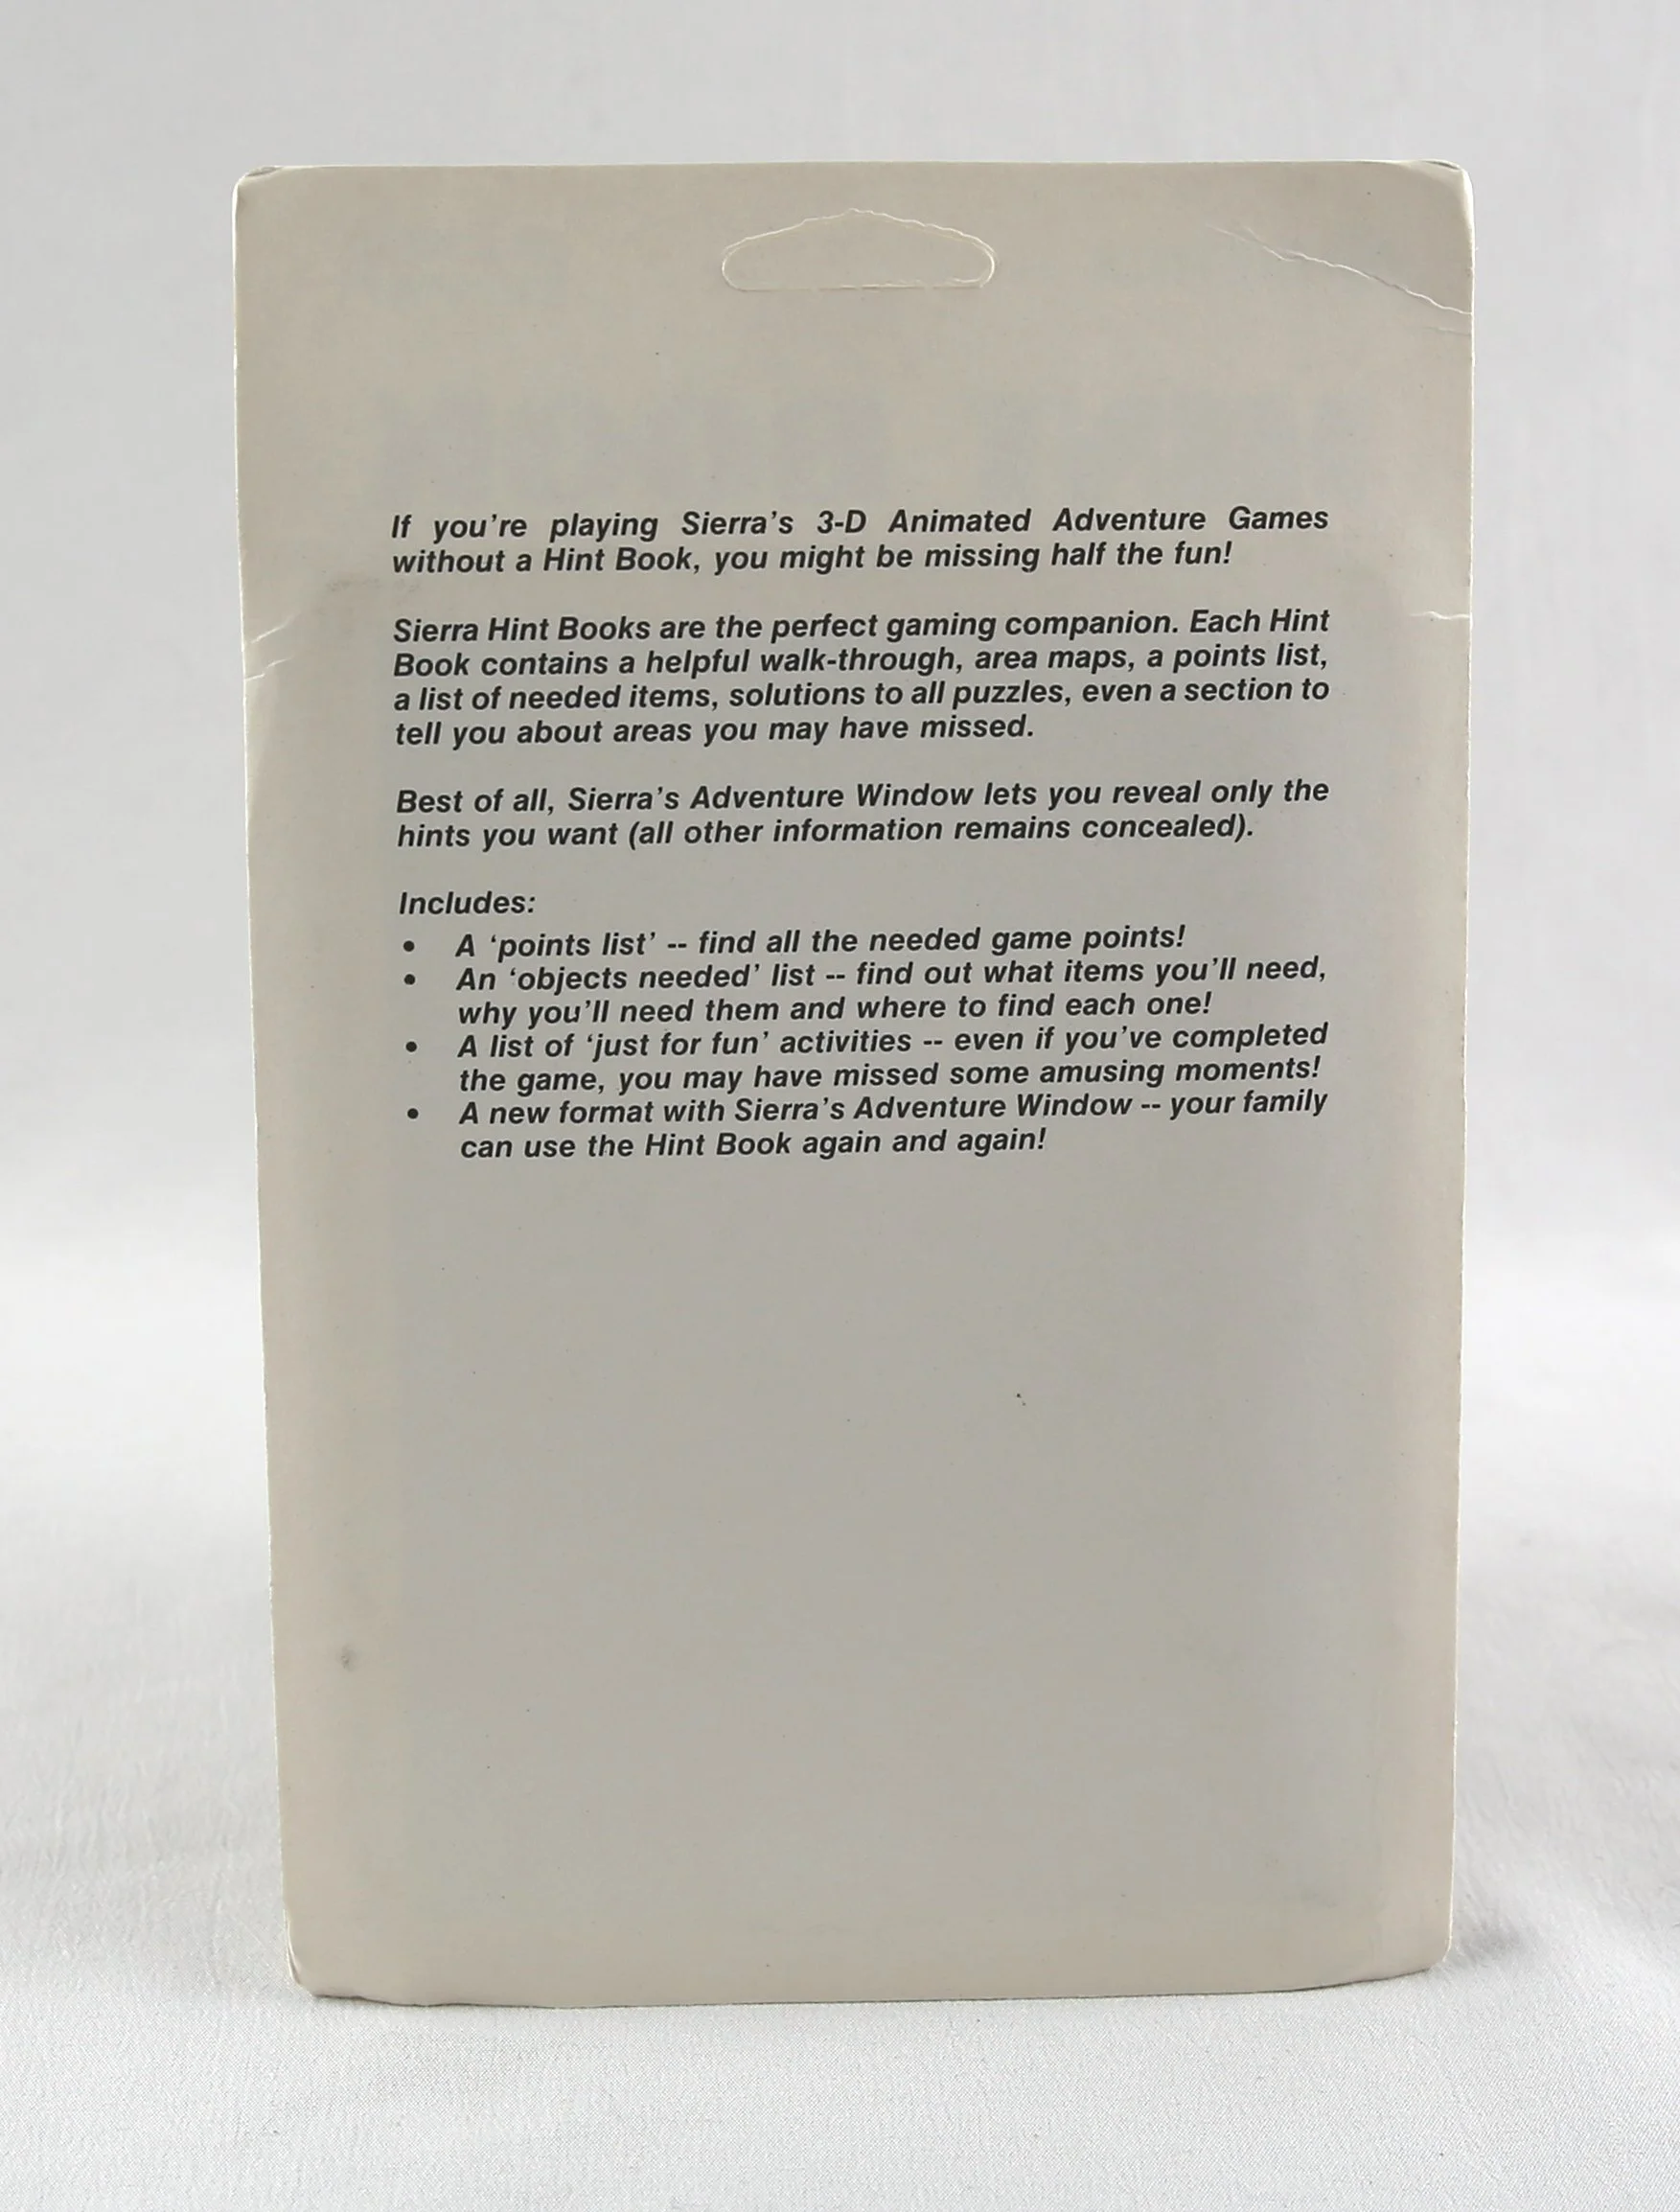 If you're playing Sierra's 3-D Animated Adventure Games
without a Hint Book, you might be missing half the fun!
Sierra Hint Books are the perfect gaming companion. Each Hint
Book contains a helpful walk-through, area maps, a points list,
a list of needed items, solutions to all puzzles, even a section to
tell you about areas you may have missed.
Best of all, Sierra's Adventure Window lets you reveal only the
hints you want (all other information remains concealed).
Includes:
• A ‘points list’ -- find all the needed game points!
• An ‘objects needed’ list -- find out what items you'll need,
why you'll need them and where to find each one!
• A list of ‘just for fun’ activities -- even if you've completed
the game, you may have missed some amusing moments!
• A new format with Sierra's Adventure Window -- your family
can use the Hint Book again and again!